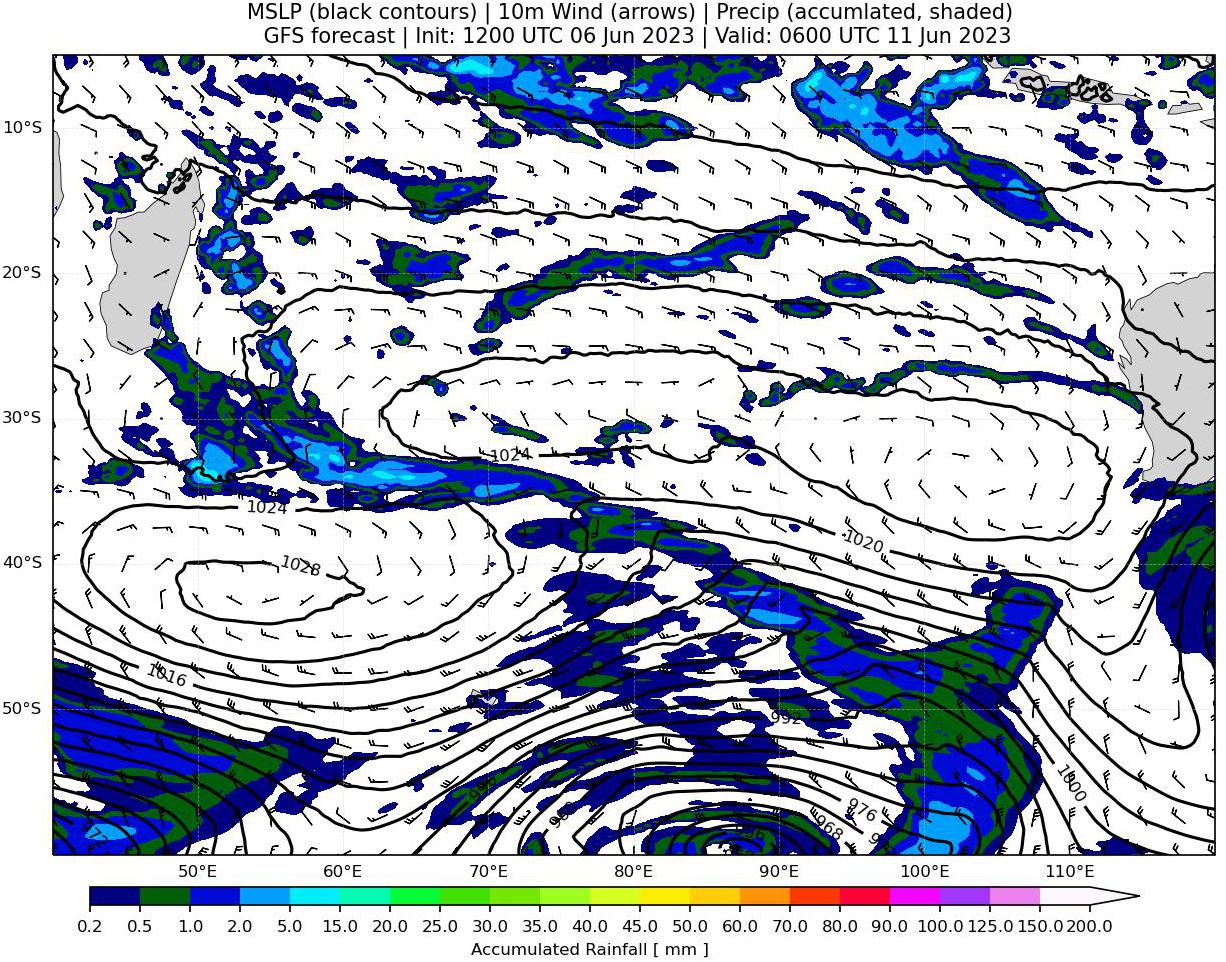 MSLP (black contours) | 10m Wind (arrows) | Precip (accumlated, shaded)
GFS forecast | Init: 1200 UTC 06 Jun 2023 | Valid: 0600 UTC 11 Jun 2023
10°S
20°S
30°S
1024
1024
1020
40°S
1028
1016
50°S
992
1000
976
968
50°E 60°E 70°E 80°E 90°E 100°E 110°E
0.2 0.5 1.0 2.0 5.0 10.0 15.0 20.0 25.0 30.0 35.0 40.0 45.0 50.0 60.0 70.0 80.0 90.0 100.0 125.0 150.0 200.0
Accumulated Rainfall [ mm ]